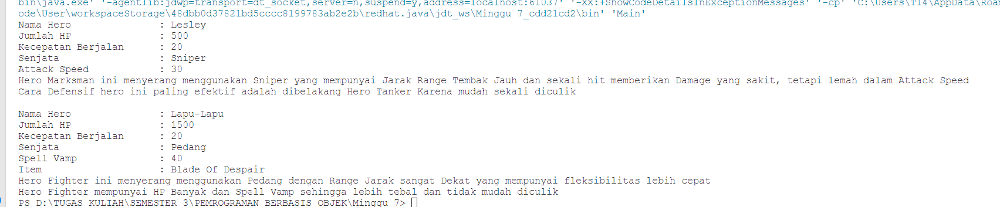 bin\java.exe' '-agentlib:jdwp=transport=dt_socket,server=n,suspend=y,address=localhost:61037' '-XX:+ShowCodeDetailsInExceptionMessages' '-cp' 'C:\Users\TI4\AppData\Roam
ode\User\workspaceStorage\48dbb0d37821bd5cccc8199783ab2e2b\redhat.java\jdt_ws\Minggu 7_cdd21cd2\bin' 'Main'
Nama Hero : Lesley
Jumlah HP : 500
Kecepatan Berjalan : 20
Senjata : Sniper
Attack Speed : 30
Hero Marksman ini menyerang menggunakan Sniper yang mempunyai Jarak Range Tembak Jauh dan sekali hit memberikan Damage yang sakit, tetapi lemah dalam Attack Speed
Cara Defensif hero ini paling efektif adalah dibelakang Hero Tanker Karena mudah sekali diculik
Nama Hero : Lapu-Lapu
Jumlah HP : 1500
Kecepatan Berjalan : 20
Senjata : Pedang
Spell Vamp : 40
Item : Blade Of Despair
Hero Fighter ini menyerang menggunakan Pedang dengan Range Jarak sangat Dekat yang mempunyai fleksibilitas lebih cepat
Hero Fighter mempunyai HP Banyak dan Spell Vamp sehingga lebih tebal dan tidak mudah diculik
PS D:\TUGAS KULIAH\SEMESTER 3\PEMROGRAMAN BERBASIS OBJEK\Minggu 7>